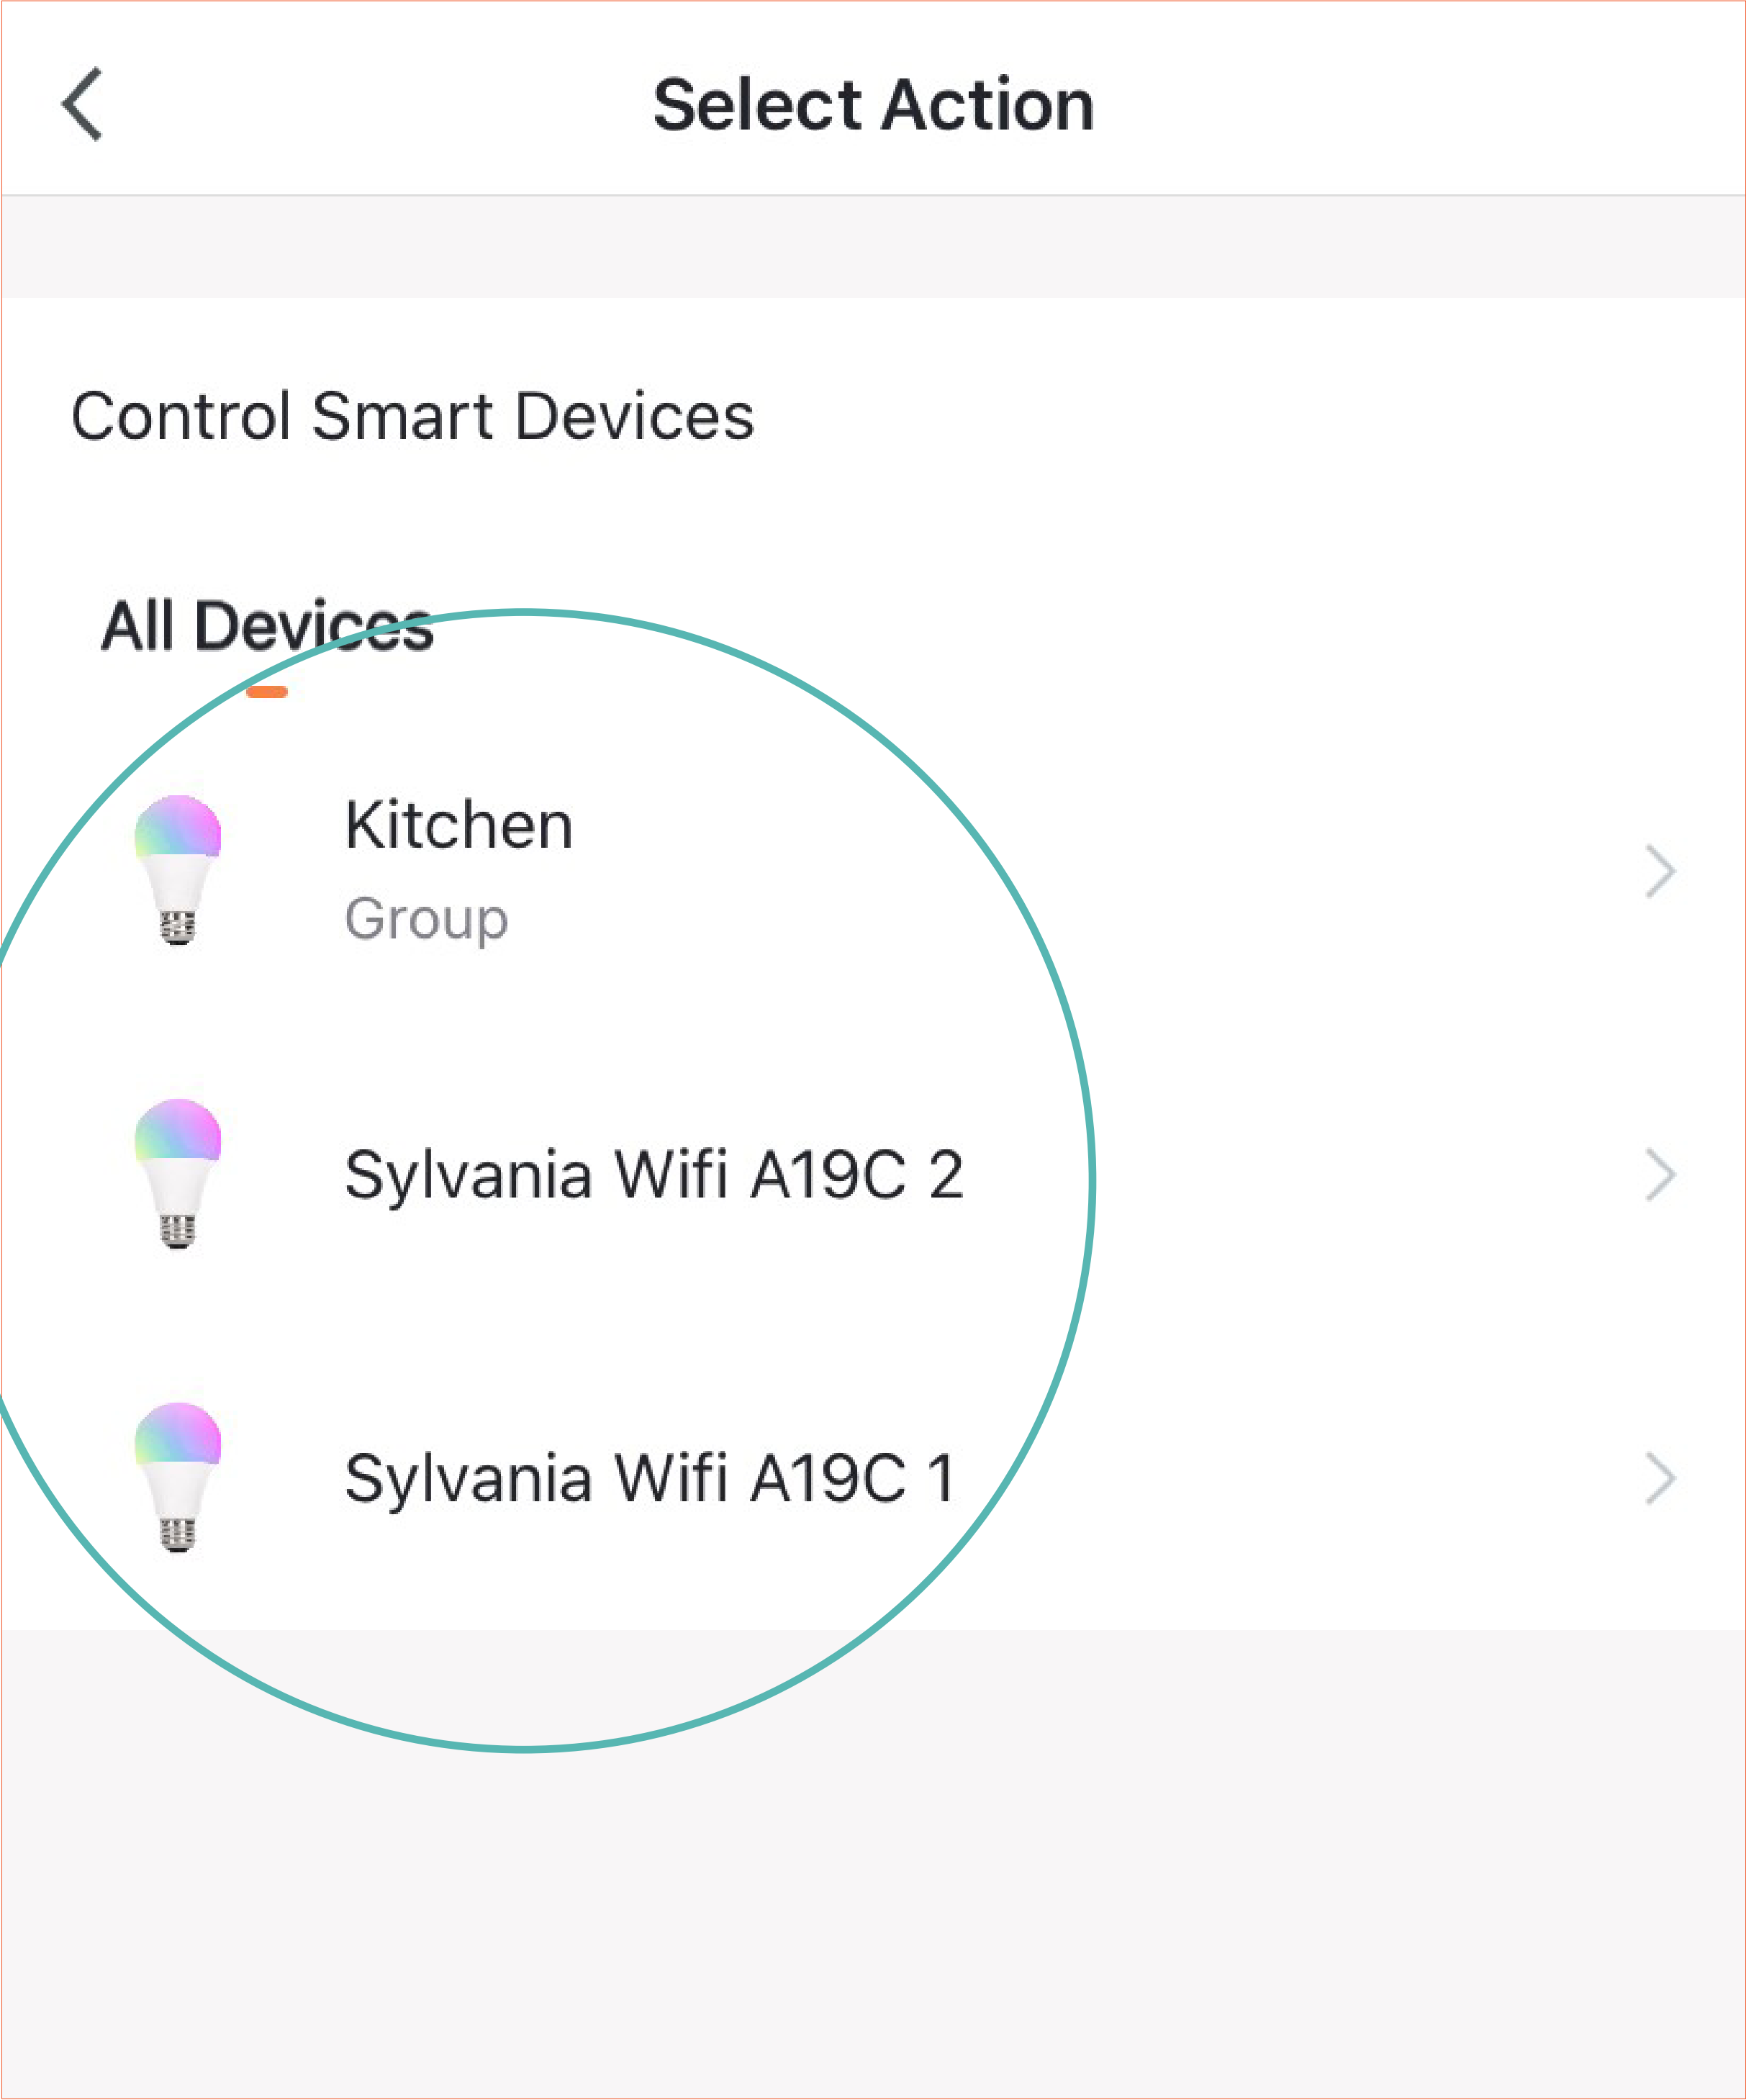 Select Action
Control Smart Devices
All Devices
Kitchen
Group
Sylvania Wifi A19C 2
Sylvania Wifi A19C 1